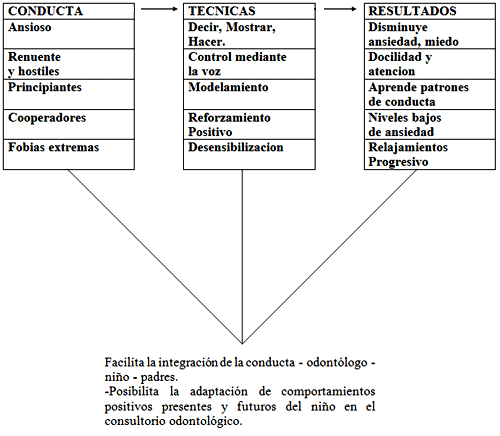 CONDUCTA
Ansioso
Renuente
y hostiles
Principiantes
Cooperadores
Fobias extremas
TECNICAS
Decir, Mostrar,
Hacer.
Control mediante
la voz
Modelamiento
Reforzamiento
Positivo
Desensibilizacion
RESULTADOS
Disminuye
ansiedad, miedo
Docilidad y
atencion
Aprende patrones
de conducta
Niveles bajos
de ansiedad
Relajamientos
Progresivo
Facilita la integración de la conducta - odontólogo -
niño - padres.
-Posibilita la adaptación de comportamientos
positivos presentes y futuros del niño en el
consultorio odontológico.